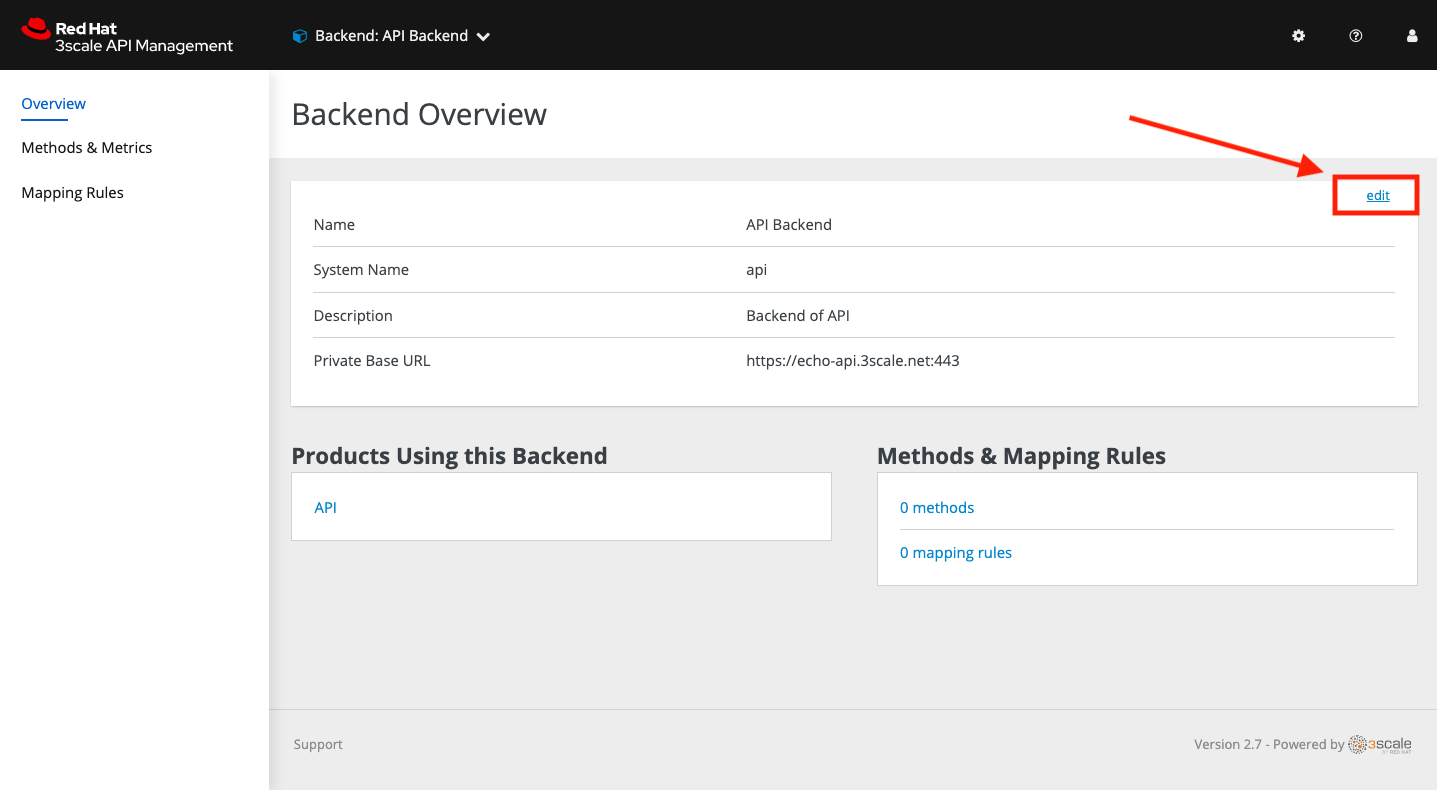 Red Hat
3scale API Management
Backend: API Backend
Overview
Methods & Metrics
Mapping Rules
Backend Overview
edit
Name API Backend
System Name api
Description Backend of API
Private Base URL https://echo-api.3scale.net:443
Products Using this Backend
API
Methods & Mapping Rules
0 methods
0 mapping rules
Support
Version 2.7 - Powered by 3scale
BY RED HAT